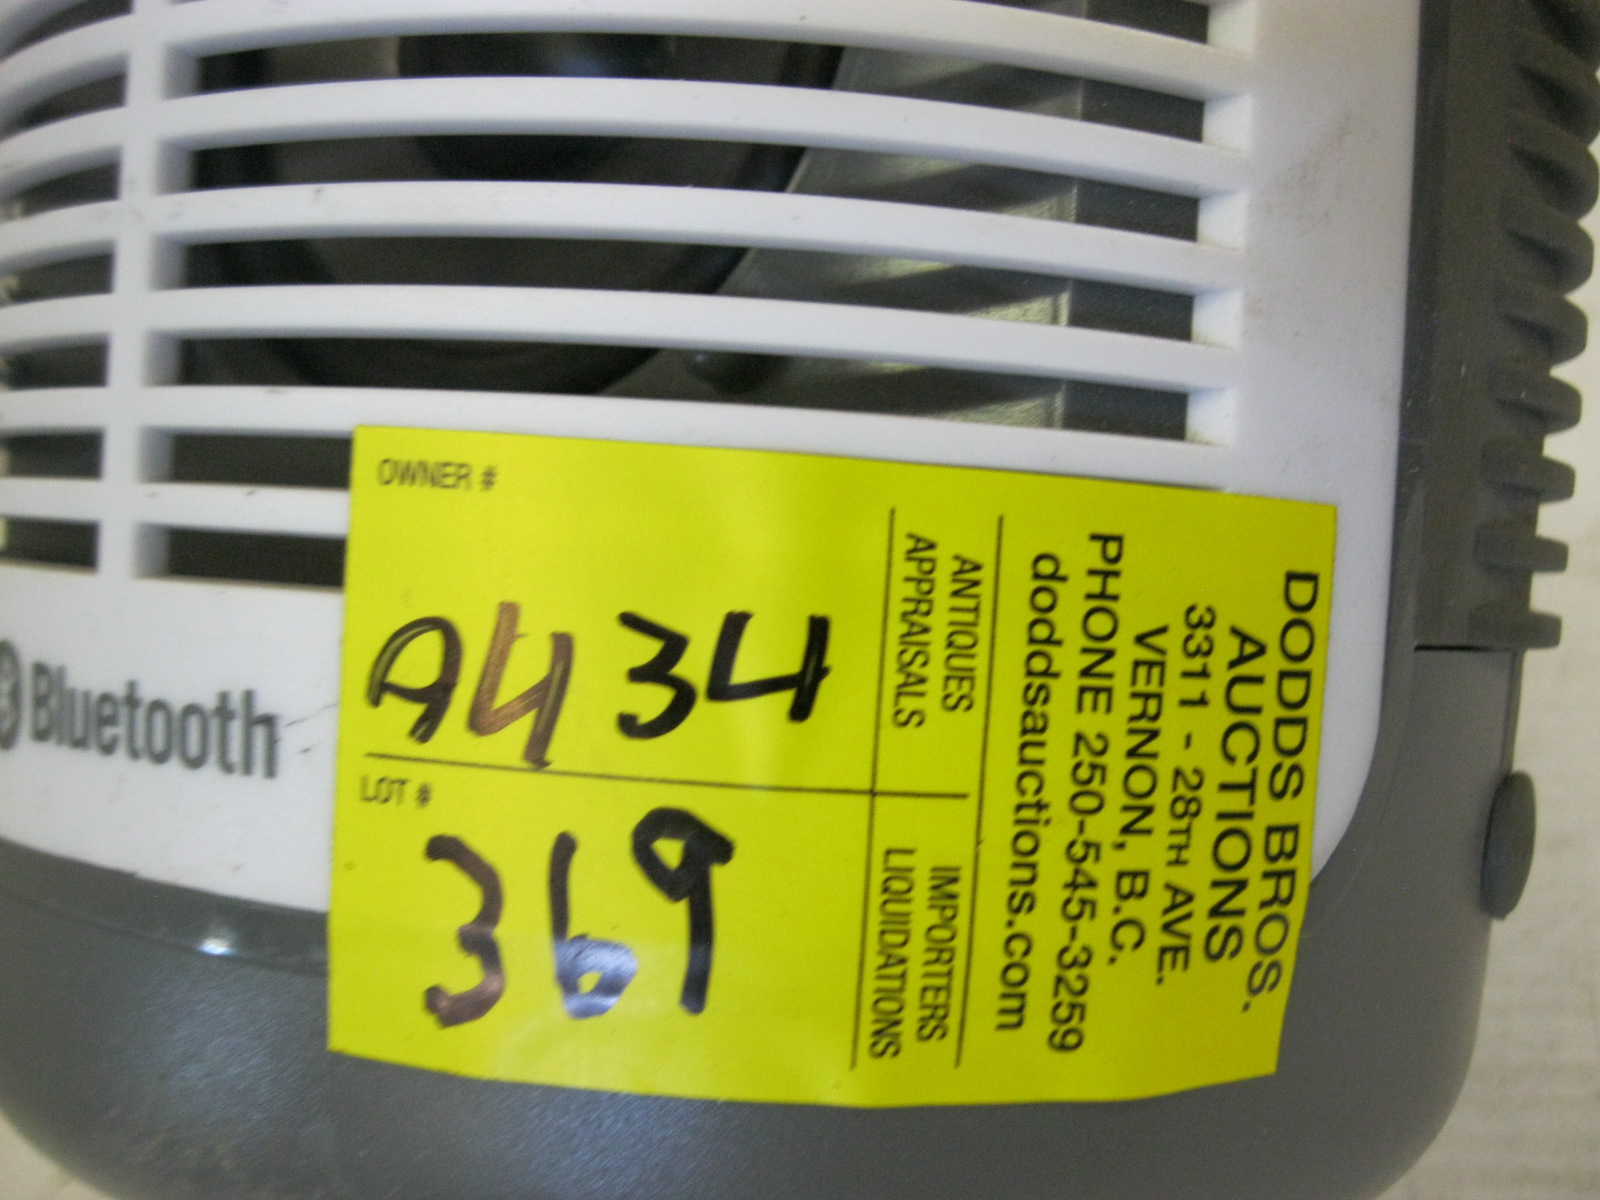 OWNER #
A434
LOT #
369
ANTIQUES
APPRAISALS
IMPORTERS
LIQUIDATIONS
DODDS BROS.
AUCTIONS
3311 - 28TH AVE.
VERNON, B.C.
PHONE 250-545-3259
doddsauctions.com
Bluetooth